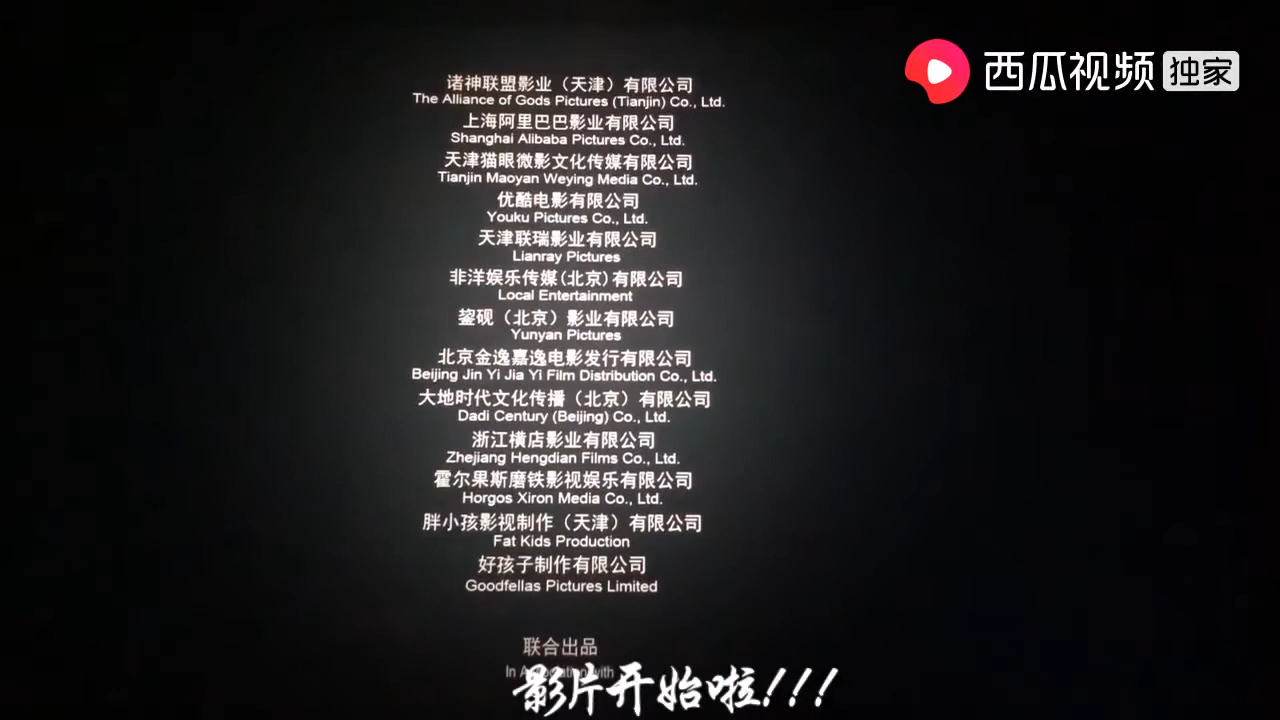 西瓜视频 独家
诸神联盟影业（天津）有限公司
The Alliance of Gods Pictures (Tianjin) Co., Ltd.
上海阿里巴巴影业有限公司
Shanghai Alibaba Pictures Co., Ltd.
天津猫眼微影文化传媒有限公司
Tianjin Maoyan Weying Media Co., Ltd.
优酷电影有限公司
Youku Pictures Co., Ltd.
天津联瑞影业有限公司
Lianray Pictures
非洋娱乐传媒(北京)有限公司
Local Entertainment
鋆砚（北京）影业有限公司
Yunyan Pictures
北京金逸嘉逸电影发行有限公司
Beijing Jin Yi Jia Yi Film Distribution Co., Ltd.
大地时代文化传播（北京）有限公司
Dadi Century (Beijing) Co., Ltd.
浙江横店影业有限公司
Zhejiang Hengdian Films Co., Ltd.
霍尔果斯磨铁影视娱乐有限公司
Horgos Xiron Media Co., Ltd.
胖小孩影视制作（天津）有限公司
Fat Kids Production
好孩子制作有限公司
Goodfellas Pictures Limited
联合出品
In Association with
影片开始啦!!!